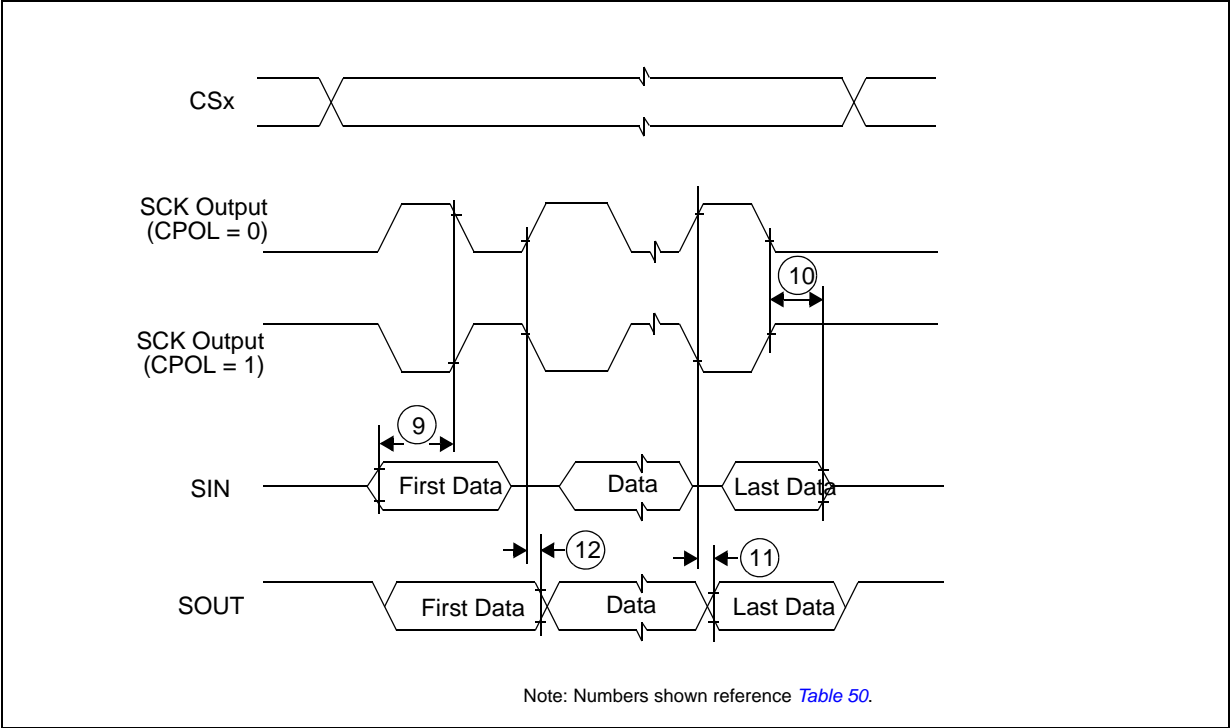 CSx
SCK Output
(CPOL = 0)
10
SCK Output
(CPOL = 1)
9
SIN
First Data
Data
Last Data
12
11
SOUT
First Data
Data
Last Data
Note: Numbers shown reference Table 50.